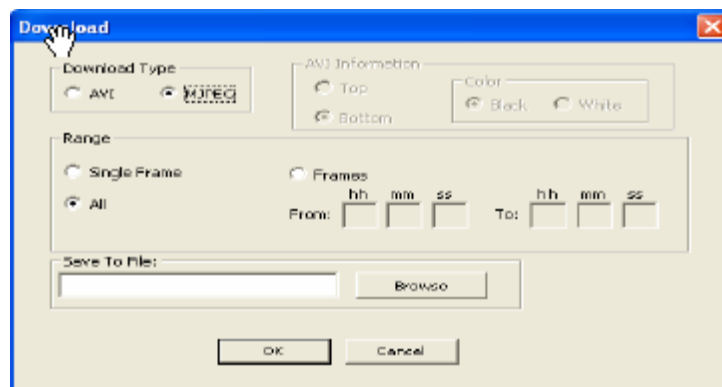 Download
Download Type
AVI
MJPEG
AVI Information
Top
Bottom
Color
Black
White
Range
Single Frame
All
Frames
hh mm ss
From:
hh mm ss
To:
Save To File:
Browse
OK
Cancel